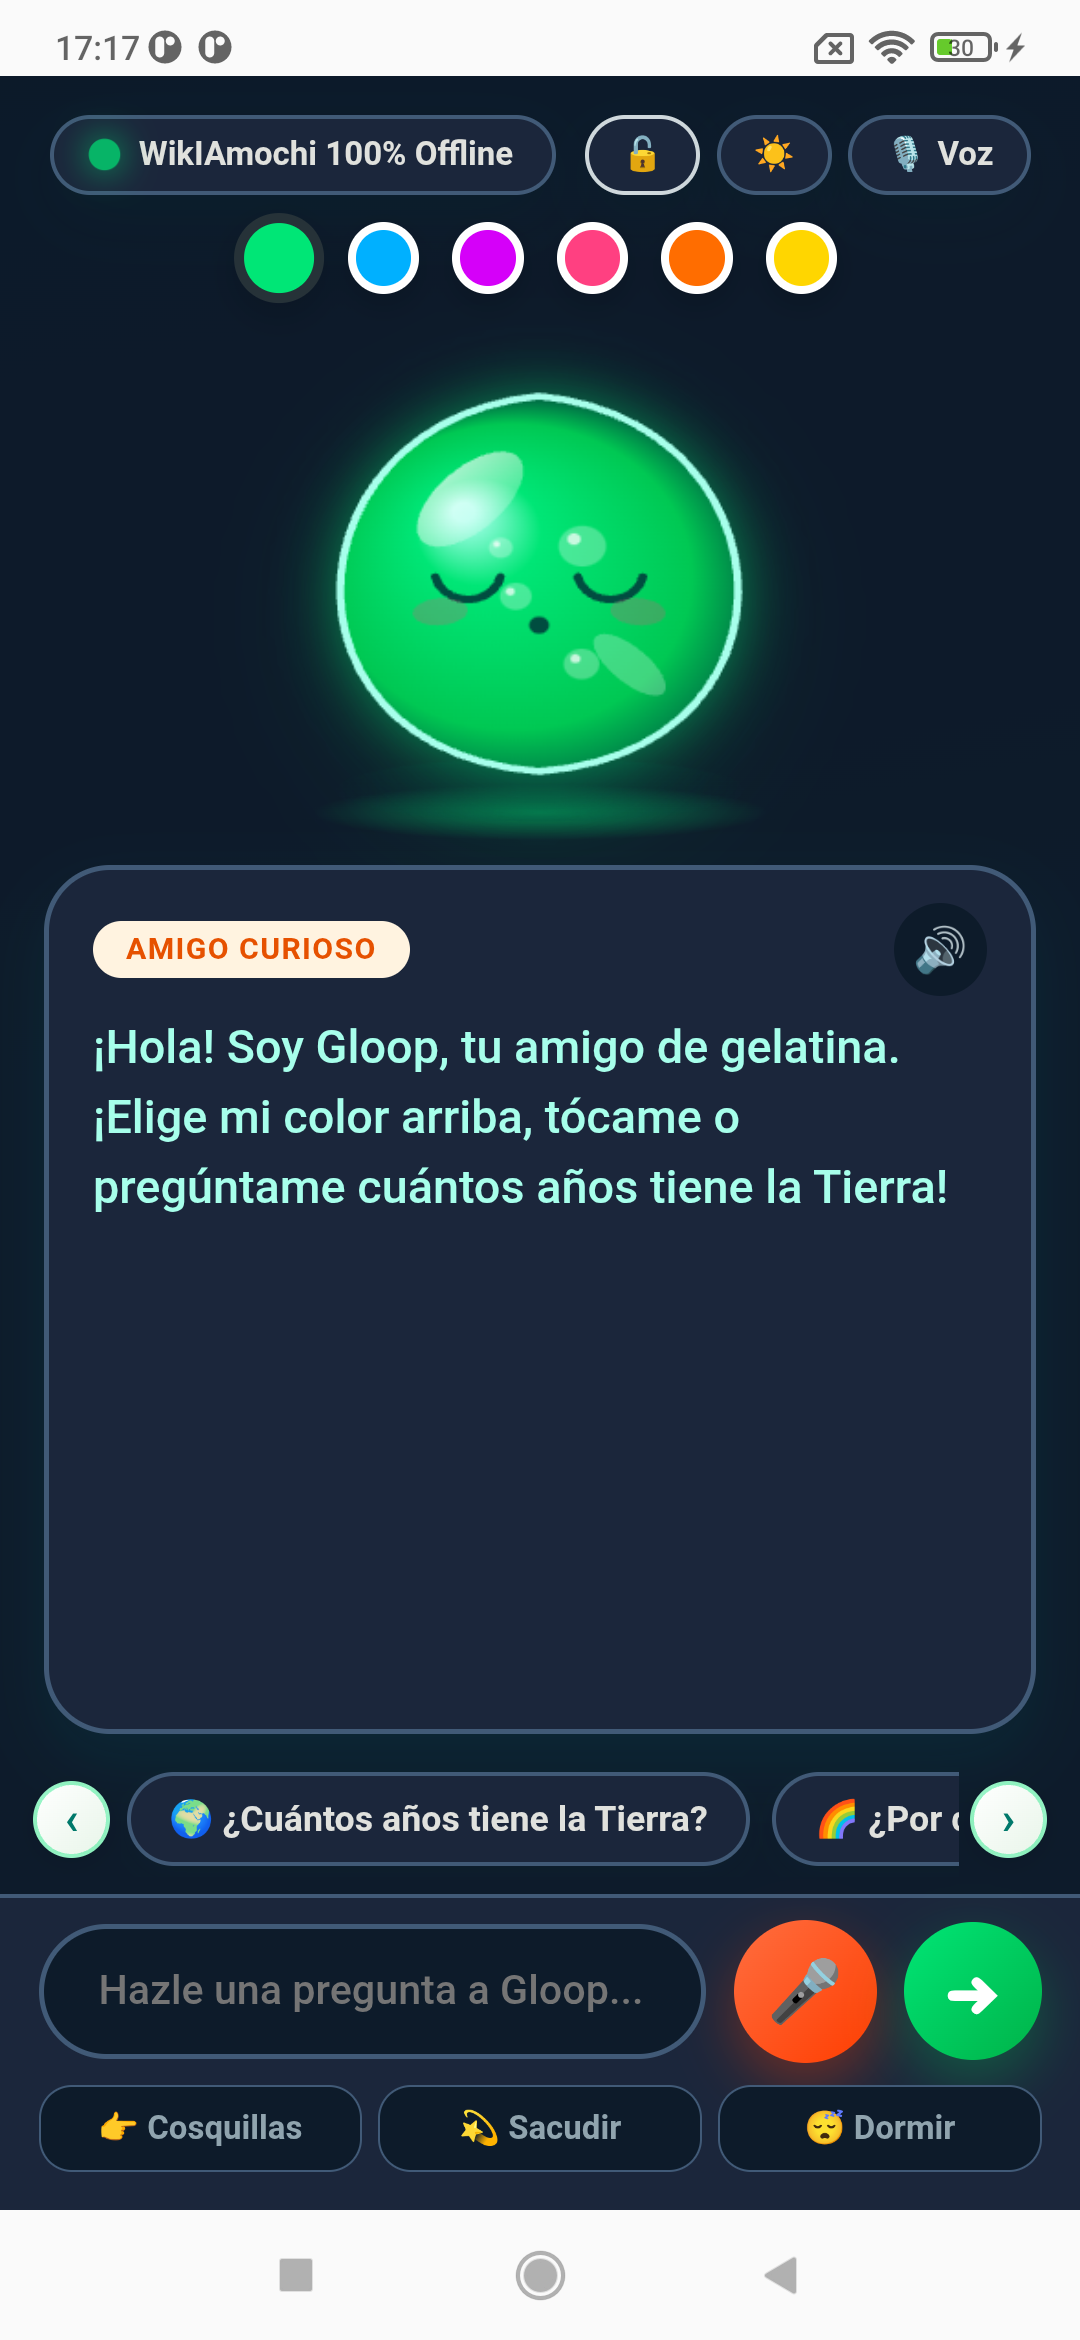 17:17
30
WikIAmochi 100% Offline
Voz
AMIGO CURIOSO
¡Hola! Soy Gloop, tu amigo de gelatina.
¡Elige mi color arriba, tócame o
pregúntame cuántos años tiene la Tierra!
¿Cuántos años tiene la Tierra?
¿Por
Hazle una pregunta a Gloop...
Cosquillas
Sacudir
Dormir